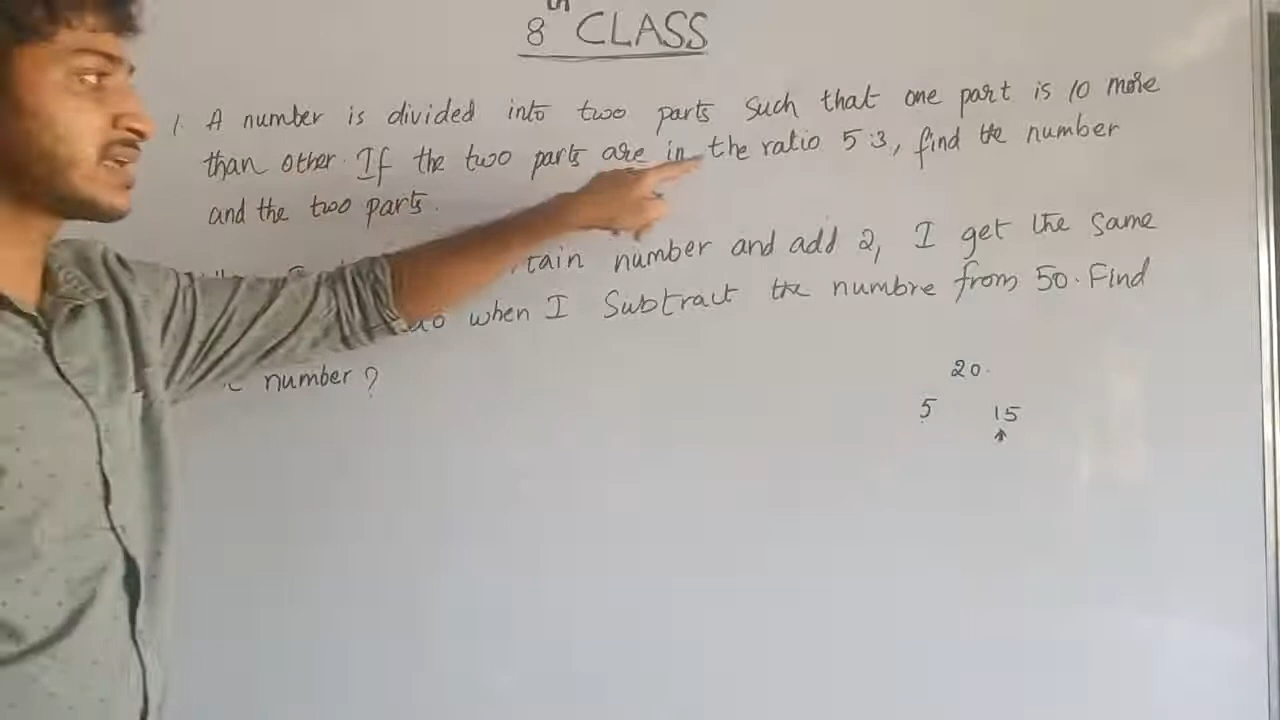 8th CLASS
1. A number is divided into two parts such that one part is 10 more
than other. If the two parts are in the ratio 5:3, find the number
and the two parts.
number and add 2, I get the same
when I Subtract the numbre from 50. Find
number ?
20.
5 15
↑